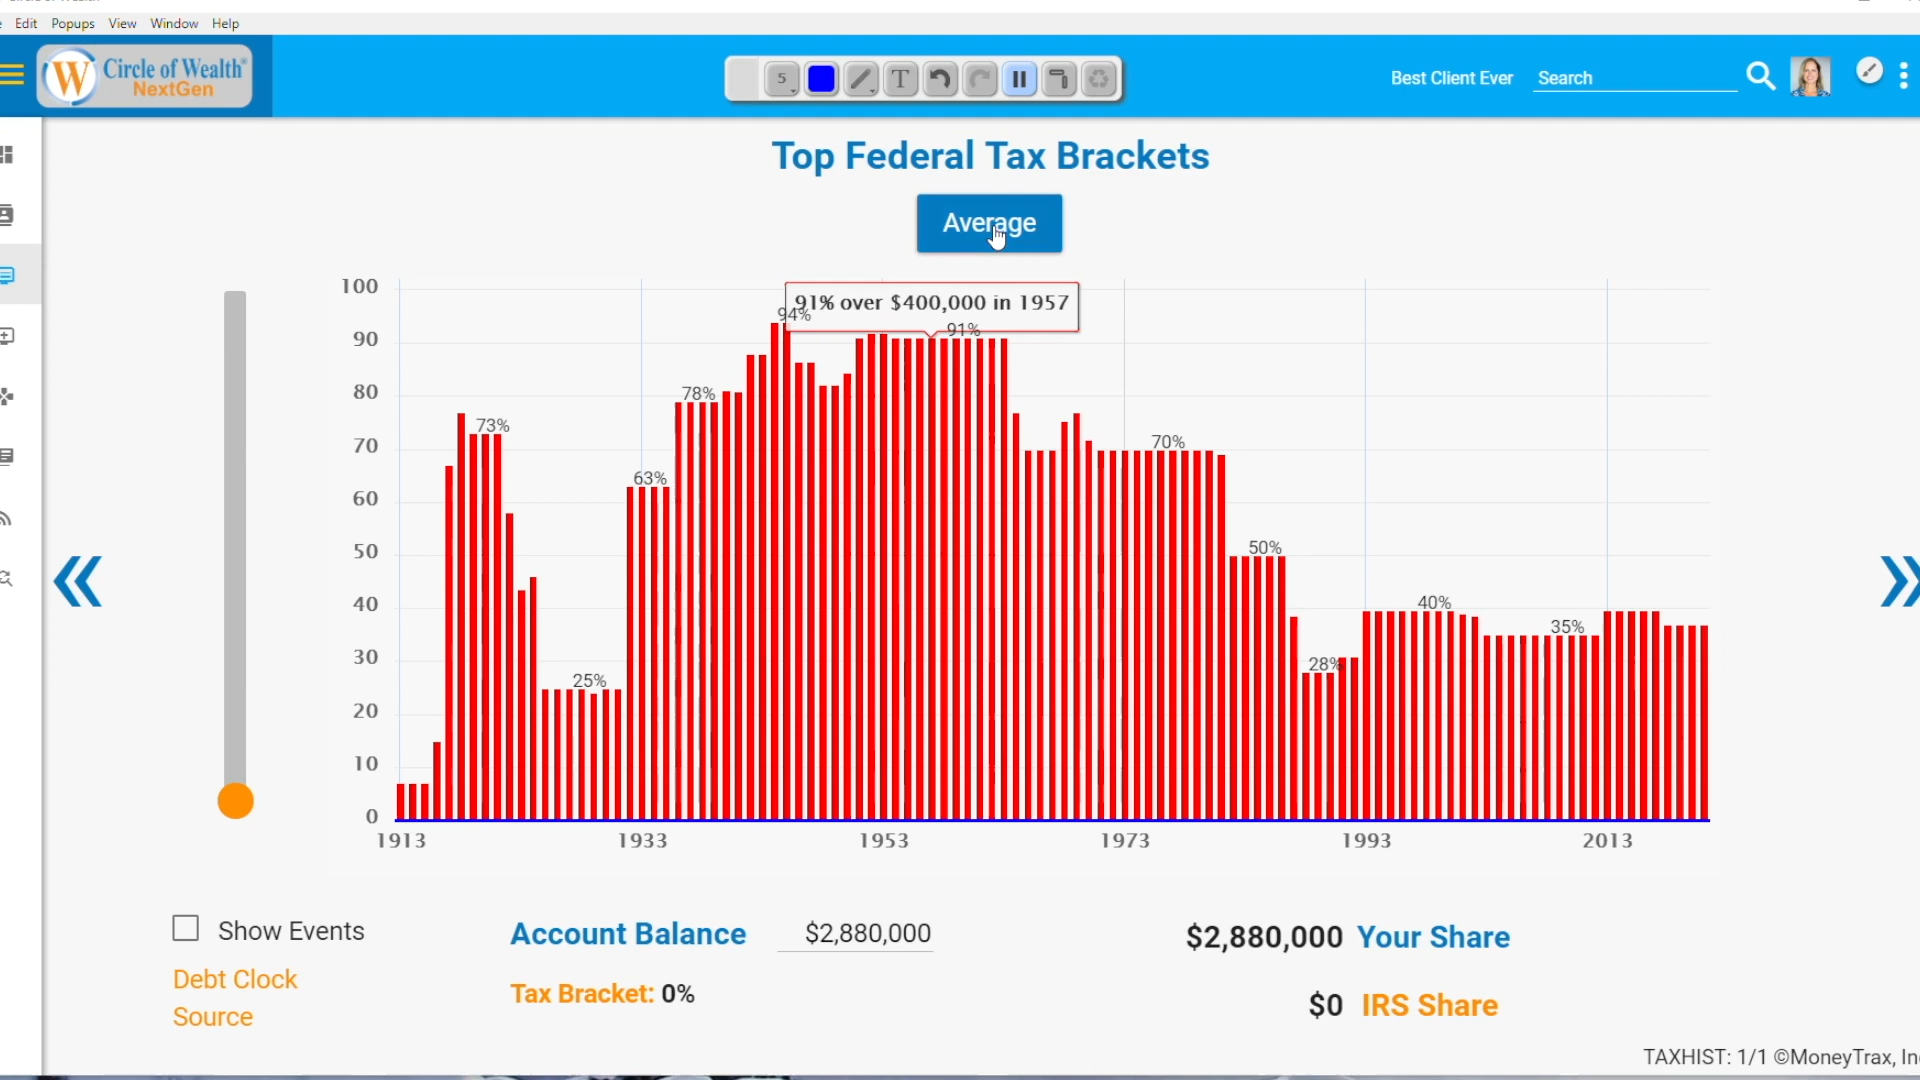 Edit Popups View Window Help
W Circle of Wealth®
NextGen
5 T
Best Client Ever Search
Top Federal Tax Brackets
Average
91% over $400,000 in 1957
100
90
80
70
60
50
40
30
20
10
0
73%
25%
63%
78%
94%
91%
70%
50%
28%
40%
35%
1913 1933 1953 1973 1993 2013
Show Events
Debt Clock
Source
Account Balance $2,880,000
Tax Bracket: 0%
$2,880,000 Your Share
$0 IRS Share
TAXHIST: 1/1 ©MoneyTrax,